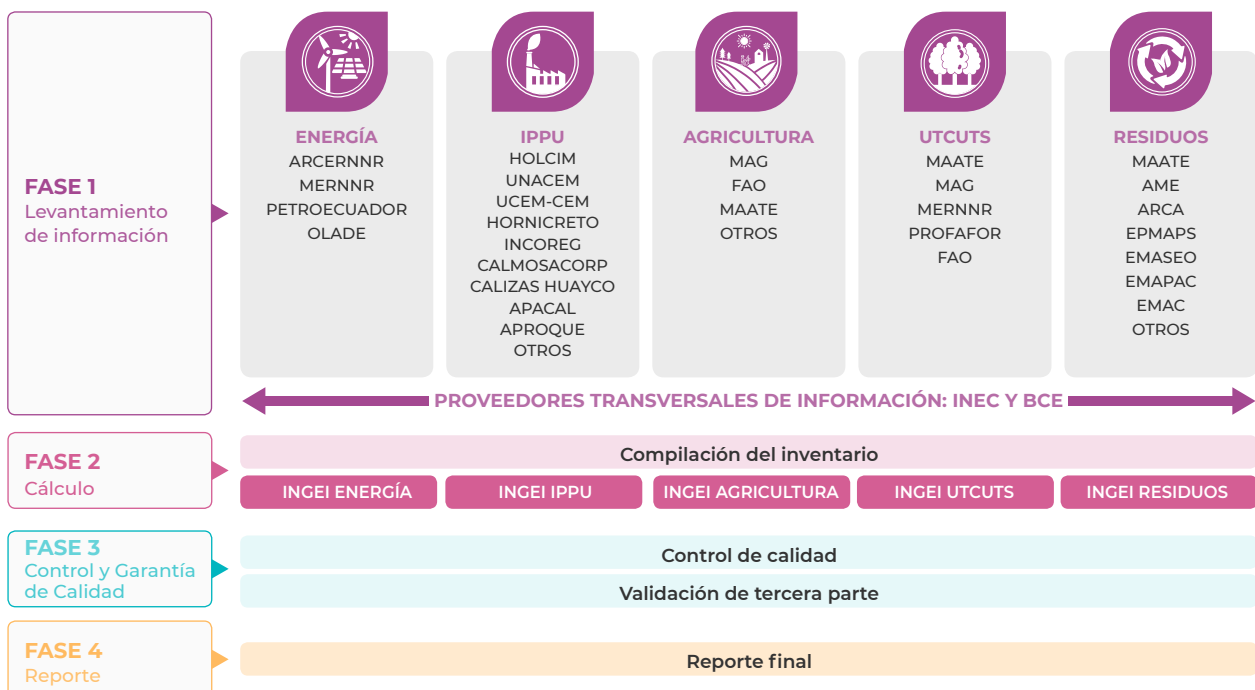 FASE 1
Levantamiento
de información
ENERGÍA
ARCERNNR
MERNNR
PETROECUADOR
OLADE
IPPU
HOLCIM
UNACEM
UCEM-CEM
HORNICRETO
INCOREG
CALMOSACORP
CALIZAS HUAYCO
APACAL
APROQUE
OTROS
AGRICULTURA
MAG
FAO
MAATE
OTROS
UTCUTS
MAATE
MAG
MERNNR
PROFAFOR
FAO
RESIDUOS
MAATE
AME
ARCA
EPMAPS
EMASEO
EMAPAC
EMAC
OTROS
PROVEEDORES TRANSVERSALES DE INFORMACIÓN: INEC Y BCE
FASE 2
Cálculo
Compilación del inventario
INGEI ENERGÍA
INGEI IPPU
INGEI AGRICULTURA
INGEI UTCUTS
INGEI RESIDUOS
FASE 3
Control y Garantía
de Calidad
Control de calidad
Validación de tercera parte
FASE 4
Reporte
Reporte final